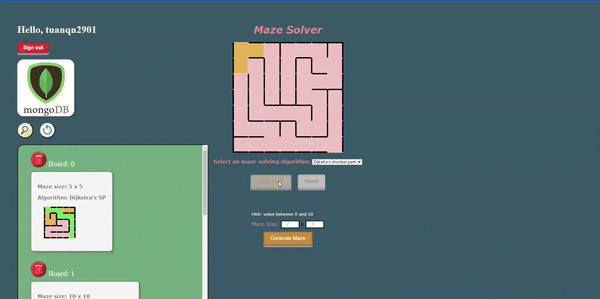 Hello, tuanqn2901
Sign out
mongoDB
Board: 0
Maze size: 5 x 5
Algorithm: Dijkstra's SP
Board: 1
Maze size: 10 x 10
Maze Solver
Select an maze-solving algorithm: Dijkstra's shortest path
Hint: value between 0 and 20
Maze Size:
Generate Maze